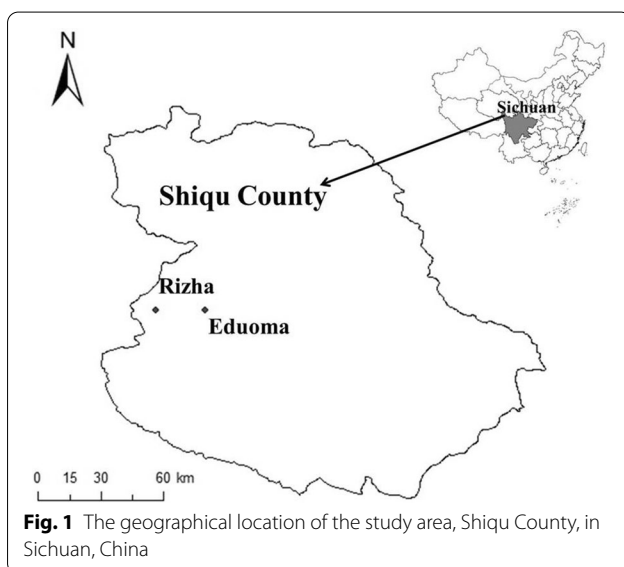 N
Sichuan
Shiqu County
Rizha
Eduoma
0 15 30 60 km
Fig. 1 The geographical location of the study area, Shiqu County, in
Sichuan, China